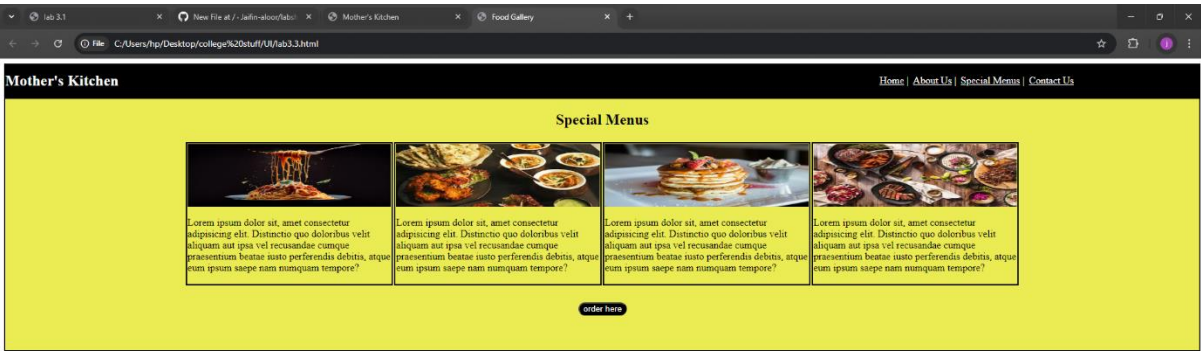 lab 3.1
New File at / · Jaifin-aloor/labs
Mother's Kitchen
Food Gallery
File
C:/Users/hp/Desktop/college%20stuff/UI/lab3.3.html
j
Mother's Kitchen
Home | About Us | Special Menus | Contact Us
Special Menus
Lorem ipsum dolor sit, amet consectetur
adipisicing elit. Distinctio quo doloribus velit
aliquam aut ipsa vel recusandae cumque
praesentium beatae iusto perferendis debitis, atque
eum ipsum saepe nam numquam tempore?
Lorem ipsum dolor sit, amet consectetur
adipisicing elit. Distinctio quo doloribus velit
aliquam aut ipsa vel recusandae cumque
praesentium beatae iusto perferendis debitis, atque
eum ipsum saepe nam numquam tempore?
Lorem ipsum dolor sit, amet consectetur
adipisicing elit. Distinctio quo doloribus velit
aliquam aut ipsa vel recusandae cumque
praesentium beatae iusto perferendis debitis, atque
eum ipsum saepe nam numquam tempore?
Lorem ipsum dolor sit, amet consectetur
adipisicing elit. Distinctio quo doloribus velit
aliquam aut ipsa vel recusandae cumque
praesentium beatae iusto perferendis debitis, atque
eum ipsum saepe nam numquam tempore?
order here